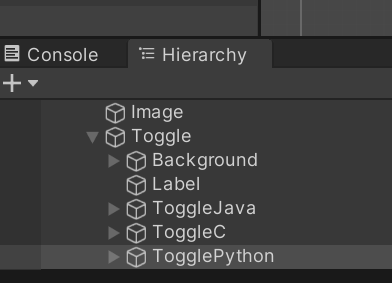 Console
Hierarchy
Image
Toggle
Background
Label
ToggleJava
ToggleC
TogglePython